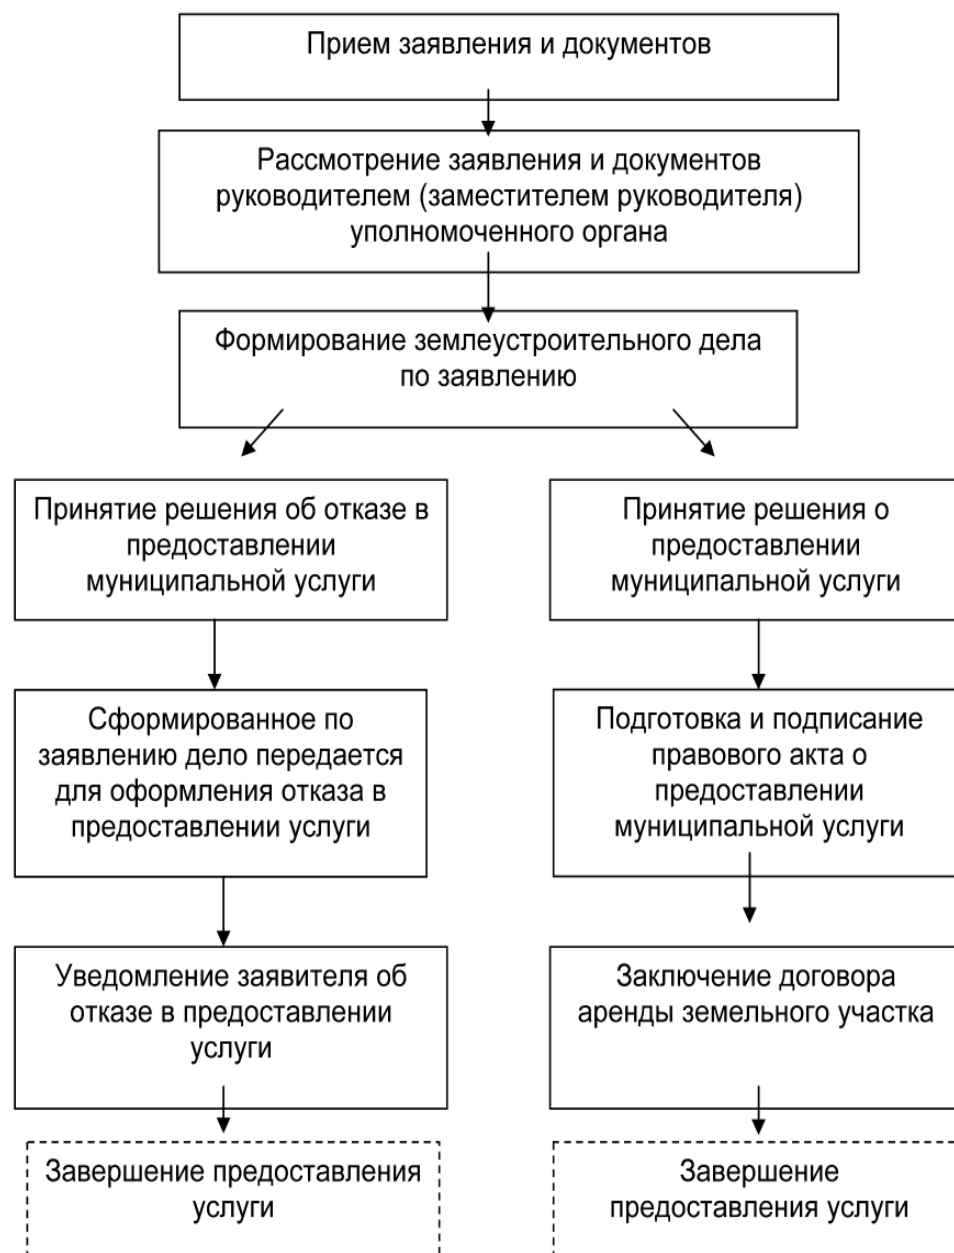 Прием заявления и документов
Рассмотрение заявления и документов
руководителем (заместителем руководителя)
уполномоченного органа
Формирование землеустроительного дела
по заявлению
Принятие решения об отказе в
предоставлении
муниципальной услуги
Принятие решения о
предоставлении
муниципальной услуги
Сформированное по
заявлению дело передается
для оформления отказа в
предоставлении услуги
Подготовка и подписание
правового акта о
предоставлении
муниципальной услуги
Уведомление заявителя об
отказе в предоставлении
услуги
Заключение договора
аренды земельного участка
Завершение предоставления
услуги
Завершение
предоставления услуги